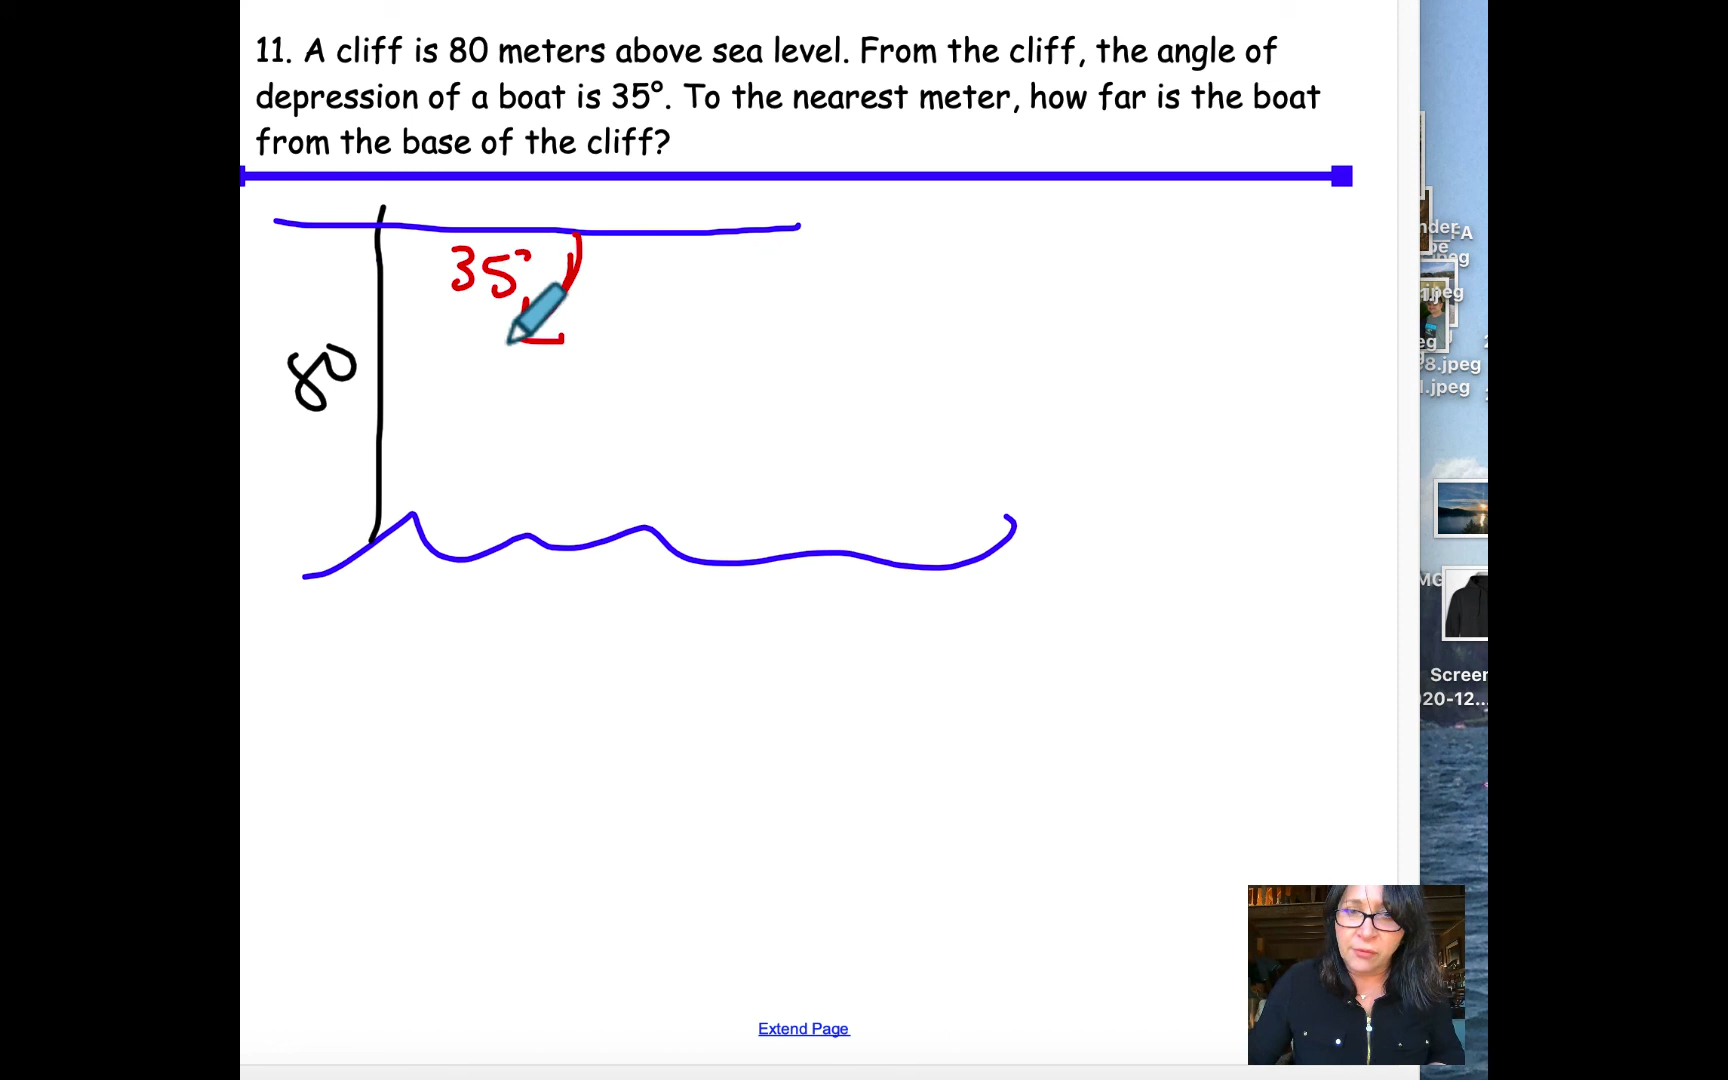 11. A cliff is 80 meters above sea level. From the cliff, the angle of
depression of a boat is 35°. To the nearest meter, how far is the boat
from the base of the cliff?
35°
80
jpeg
8.jpeg
1.jpeg
Screen
20-12...
Extend Page